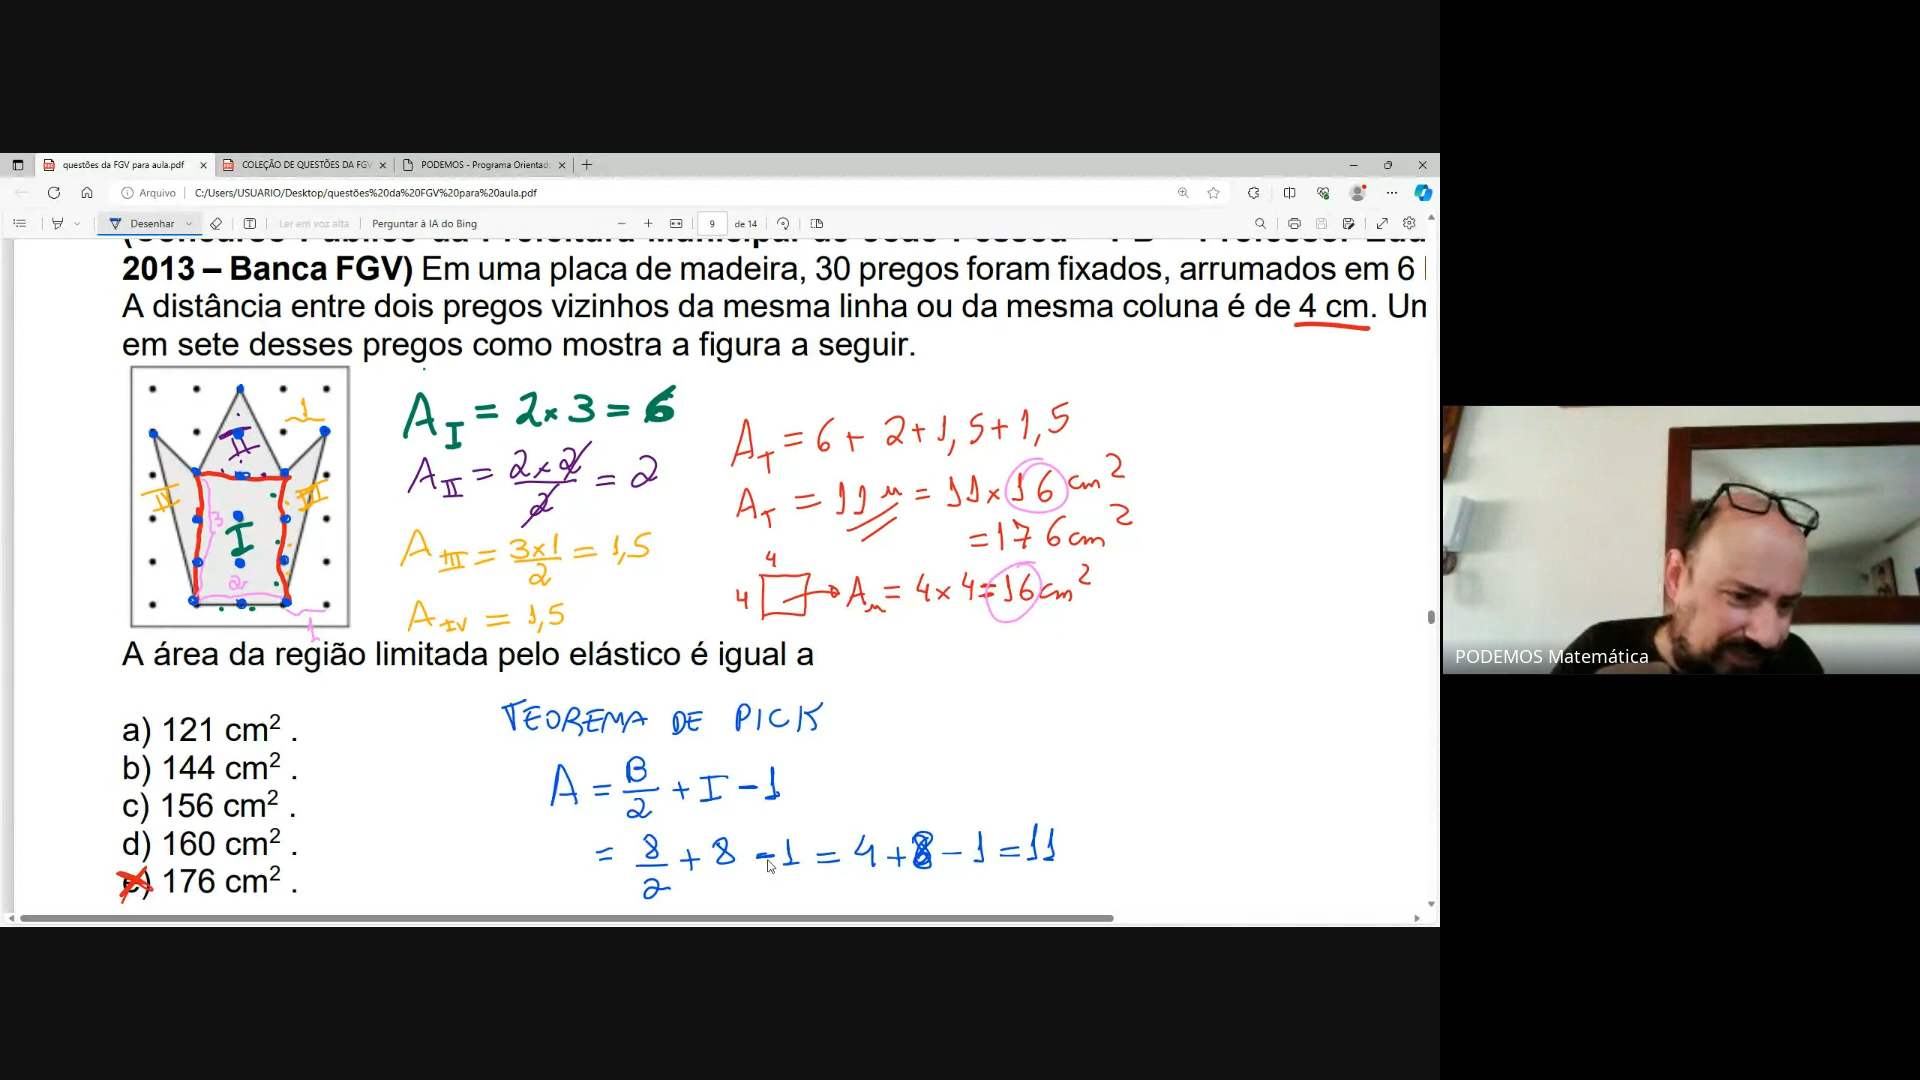 questões da FGV para aula.pdf
COLEÇÃO DE QUESTÕES DA FGV
PODEMOS - Programa Orientad
Arquivo
C:/Users/USUARIO/Desktop/questões%20da%20FGV%20para%20aula.pdf
Desenhar
Ler em voz alta
Perguntar à IA do Bing
9
de 14
2013 – Banca FGV) Em uma placa de madeira, 30 pregos foram fixados, arrumados em 6
A distância entre dois pregos vizinhos da mesma linha ou da mesma coluna é de 4 cm. Um
em sete desses pregos como mostra a figura a seguir.
1
II
IV
III
3
I
2
1
A_I = 2 x 3 = 6
A_II = 2 x 2 / 2 = 2
A_III = 3x1 / 2 = 1,5
A_IV = 1,5
A_T = 6 + 2 + 1,5 + 1,5
A_T = 11 u = 11 x 16 cm²
= 176 cm²
4
4
A_u = 4 x 4 = 16 cm²
A área da região limitada pelo elástico é igual a
a) 121 cm² .
b) 144 cm² .
c) 156 cm² .
d) 160 cm² .
e) 176 cm² .
TEOREMA DE PICK
A = B/2 + I - 1
= 8/2 + 8 - 1 = 4 + 8 - 1 = 11
PODEMOS Matemática